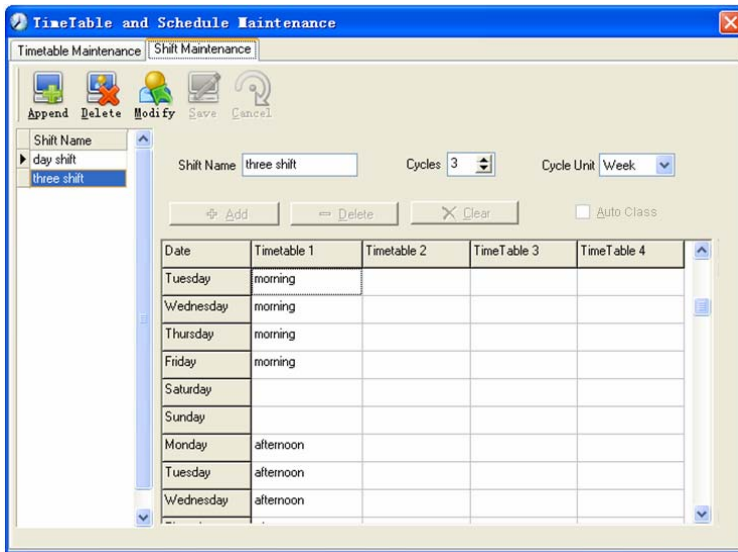 TimeTable and Schedule Maintenance
Timetable Maintenance Shift Maintenance
Append Delete Modify Save Cancel
Shift Name
day shift
three shift
Shift Name three shift Cycles 3 Cycle Unit Week
Add Delete Clear Auto Class
Date Timetable 1 Timetable 2 TimeTable 3 TimeTable 4
Tuesday morning
Wednesday morning
Thursday morning
Friday morning
Saturday
Sunday
Monday afternoon
Tuesday afternoon
Wednesday afternoon